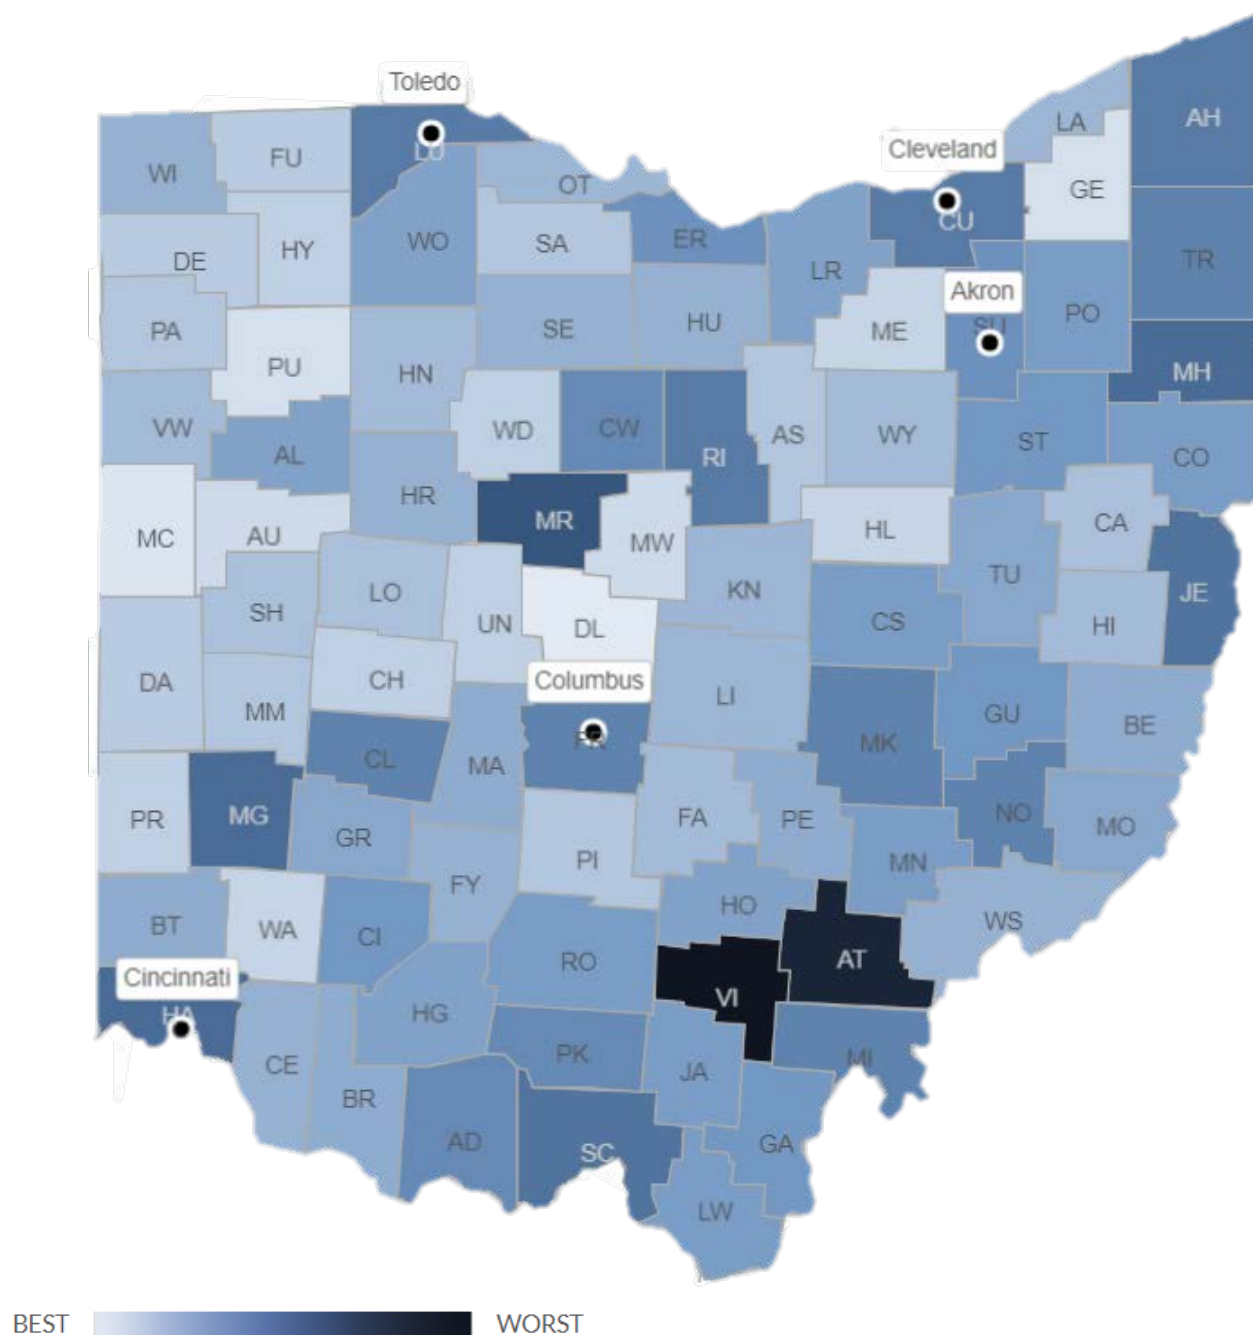 Toledo
LA
AH
Cleveland
FU
LU
WI
OT
GE
CU
WO
ER
SA
HY
DE
LR
TR
Akron
PO
PA
SE
HU
ME
SU
PU
HN
MH
VW
WD
CW
AS
WY
ST
AL
RI
CO
HR
MR
CA
MC
AU
MW
HL
LO
KN
TU
JE
SH
UN
DL
CS
HI
CH
Columbus
DA
LI
MM
GU
BE
FR
MK
CL
MA
PR
MG
FA
PE
NO
MO
GR
PI
MN
FY
HO
WS
BT
WA
CI
RO
AT
Cincinnati
VI
HA
HG
PK
MI
CE
JA
BR
AD
SC
GA
LW
BEST
WORST